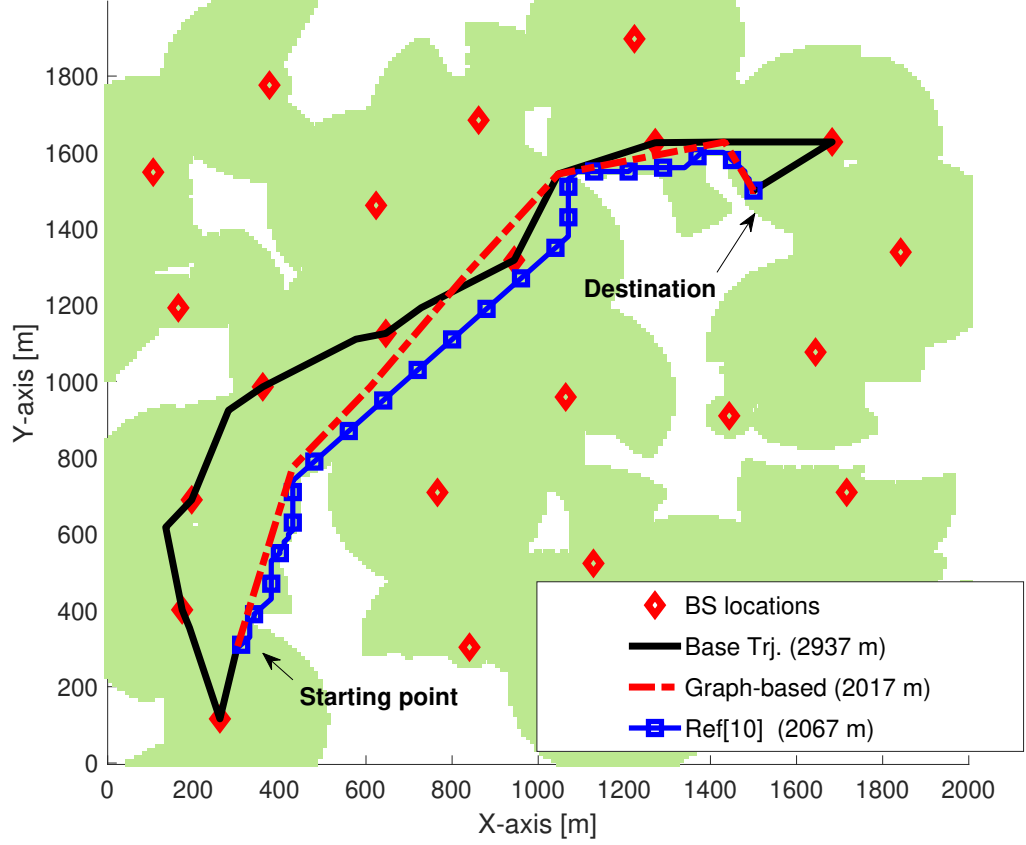 1800
1600
1400
1200
1000
800
600
400
200
0
Y-axis [m]
Destination
Starting point
BS locations
Base Trj. (2937 m)
Graph-based (2017 m)
Ref[10] (2067 m)
0 200 400 600 800 1000 1200 1400 1600 1800 2000
X-axis [m]